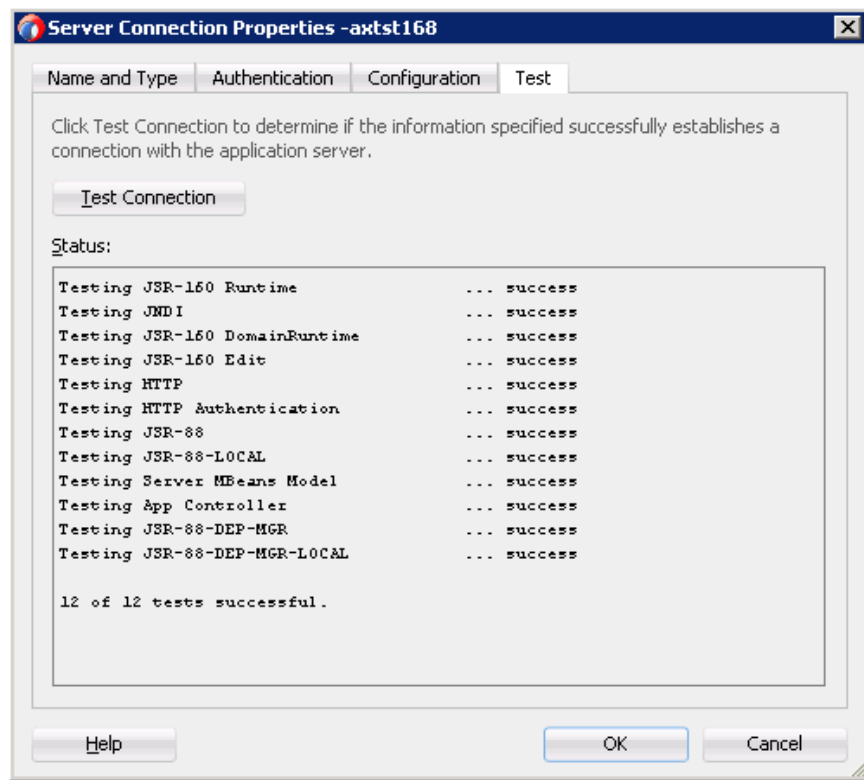 Server Connection Properties -axtst168
Name and Type Authentication Configuration Test
Click Test Connection to determine if the information specified successfully establishes a
connection with the application server.
Test Connection
Status:
Testing JSR-160 Runtime ... success
Testing JNDI ... success
Testing JSR-160 DomainRuntime ... success
Testing JSR-160 Edit ... success
Testing HTTP ... success
Testing HTTP Authentication ... success
Testing JSR-88 ... success
Testing JSR-88-LOCAL ... success
Testing Server MBeans Model ... success
Testing App Controller ... success
Testing JSR-88-DEP-MGR ... success
Testing JSR-88-DEP-MGR-LOCAL ... success
12 of 12 tests successful.
Help OK Cancel